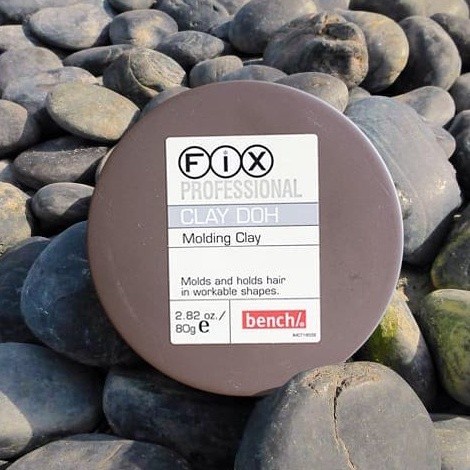 FiX
PROFESSIONAL
CLAY DOH
Molding Clay
Molds and holds hair
in workable shapes.
2.82 oz./
80g e
bench/.